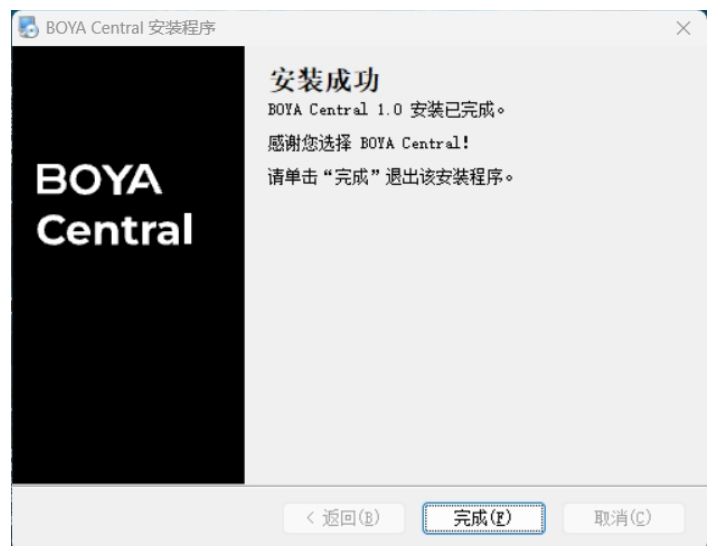 BOYA Central 安装程序
BOYA
Central
安装成功
BOYA Central 1.0 安装已完成。
感谢您选择 BOYA Central！
请单击“完成”退出该安装程序。
< 返回(B)
完成(F)
取消(C)